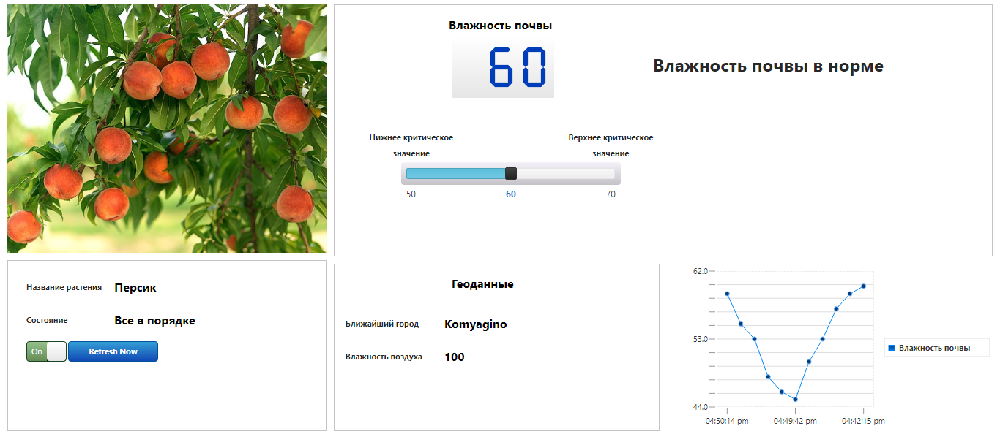 Влажность почвы
60
Влажность почвы в норме
Нижнее критическое
значение
Верхнее критическое
значение
50
60
70
Название растения
Персик
Состояние
Все в порядке
On
Refresh Now
Геоданные
Ближайший город
Komyagino
Влажность воздуха
100
62.0
53.0
44.0
04:50:14 pm
04:49:42 pm
04:42:15 pm
Влажность почвы